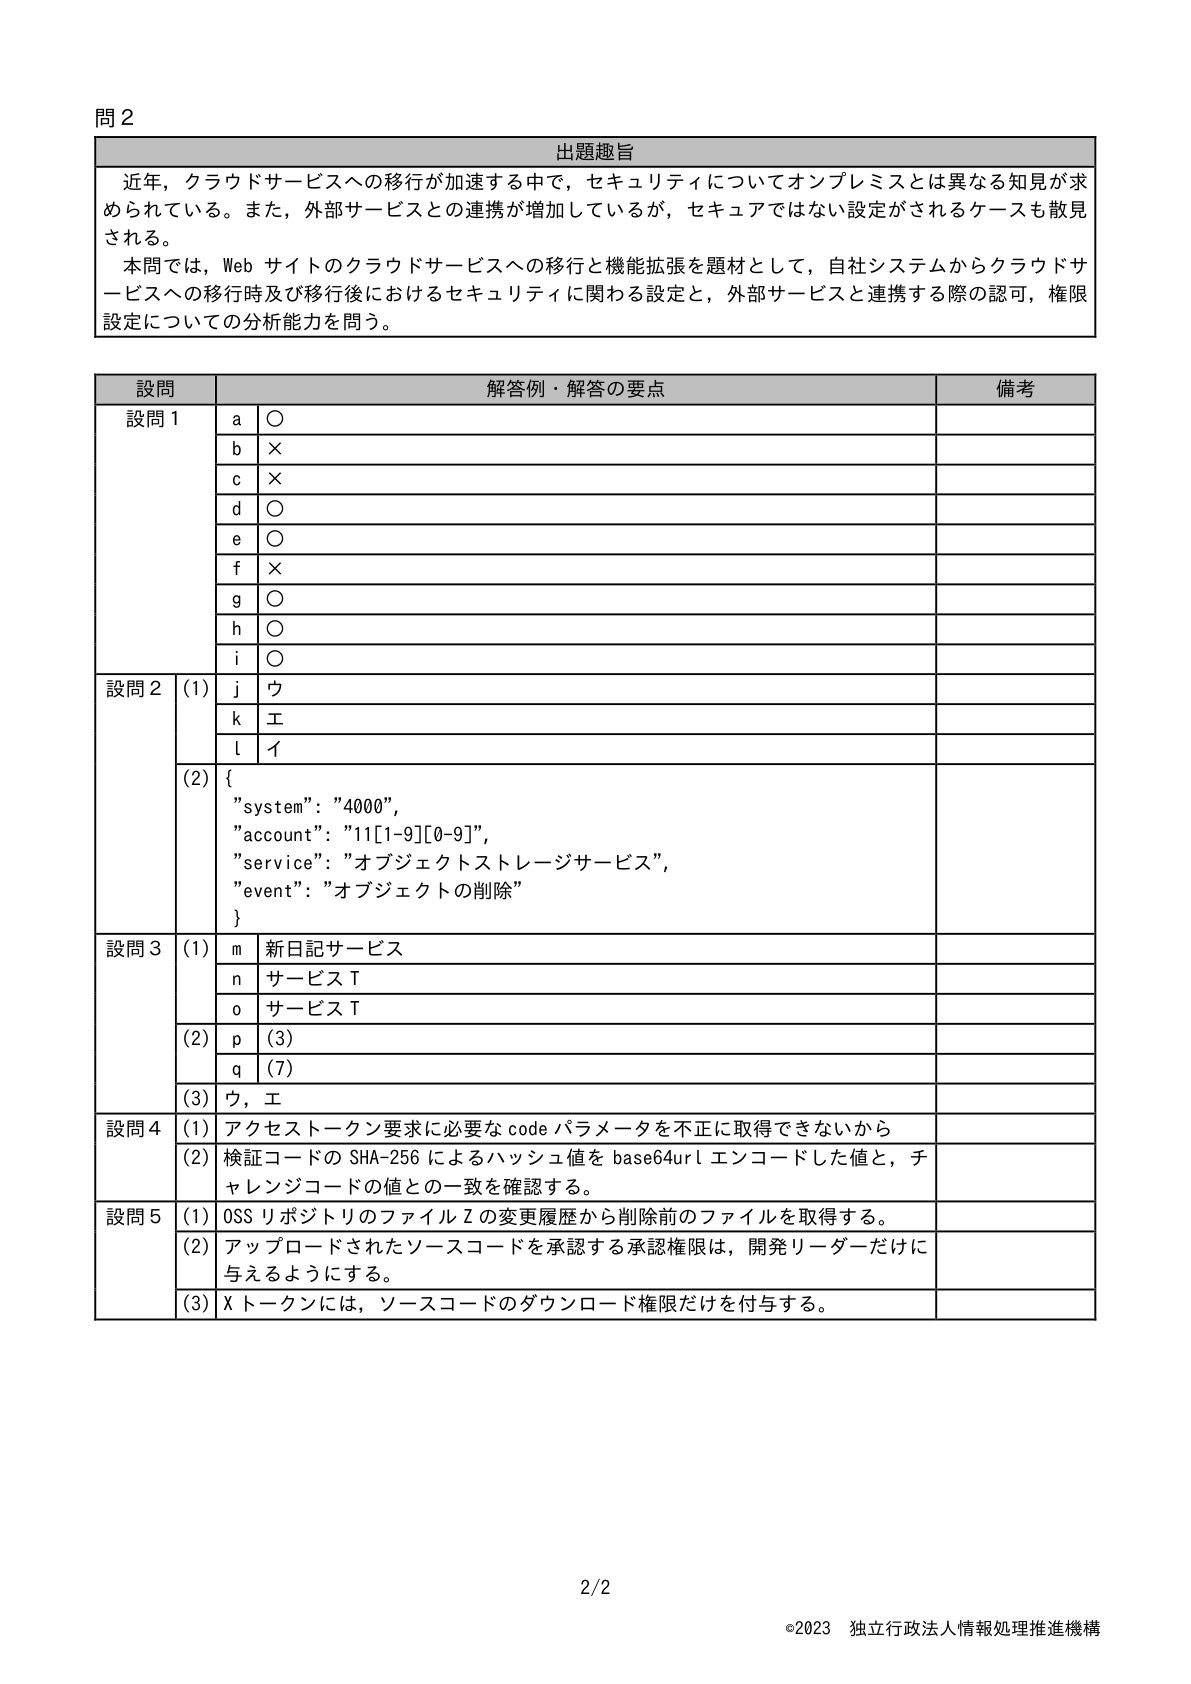 問２
出題趣旨
　近年，クラウドサービスへの移行が加速する中で，セキュリティについてオンプレミスとは異なる知見が求
められている。また，外部サービスとの連携が増加しているが，セキュアではない設定がされるケースも散見
される。
　本問では，Web サイトのクラウドサービスへの移行と機能拡張を題材として，自社システムからクラウドサ
ービスへの移行時及び移行後におけるセキュリティに関わる設定と，外部サービスと連携する際の認可，権限
設定についての分析能力を問う。
設問 解答例・解答の要点 備考
設問１ a ○
b ×
c ×
d ○
e ○
f ×
g ○
h ○
i ○
設問２ (1) j ウ
k エ
l イ
(2) {
”system”: ”4000”,
”account”: ”11[1-9][0-9]”,
”service”: ”オブジェクトストレージサービス”,
”event”: ”オブジェクトの削除”
}
設問３ (1) m 新日記サービス
n サービス T
o サービス T
(2) p (3)
q (7)
(3) ウ，エ
設問４ (1) アクセストークン要求に必要な code パラメータを不正に取得できないから
(2) 検証コードの SHA-256 によるハッシュ値を base64url エンコードした値と，チ
ャレンジコードの値との一致を確認する。
設問５ (1) OSS リポジトリのファイル Z の変更履歴から削除前のファイルを取得する。
(2) アップロードされたソースコードを承認する承認権限は，開発リーダーだけに
与えるようにする。
(3) X トークンには，ソースコードのダウンロード権限だけを付与する。
2/2
©2023　独立行政法人情報処理推進機構